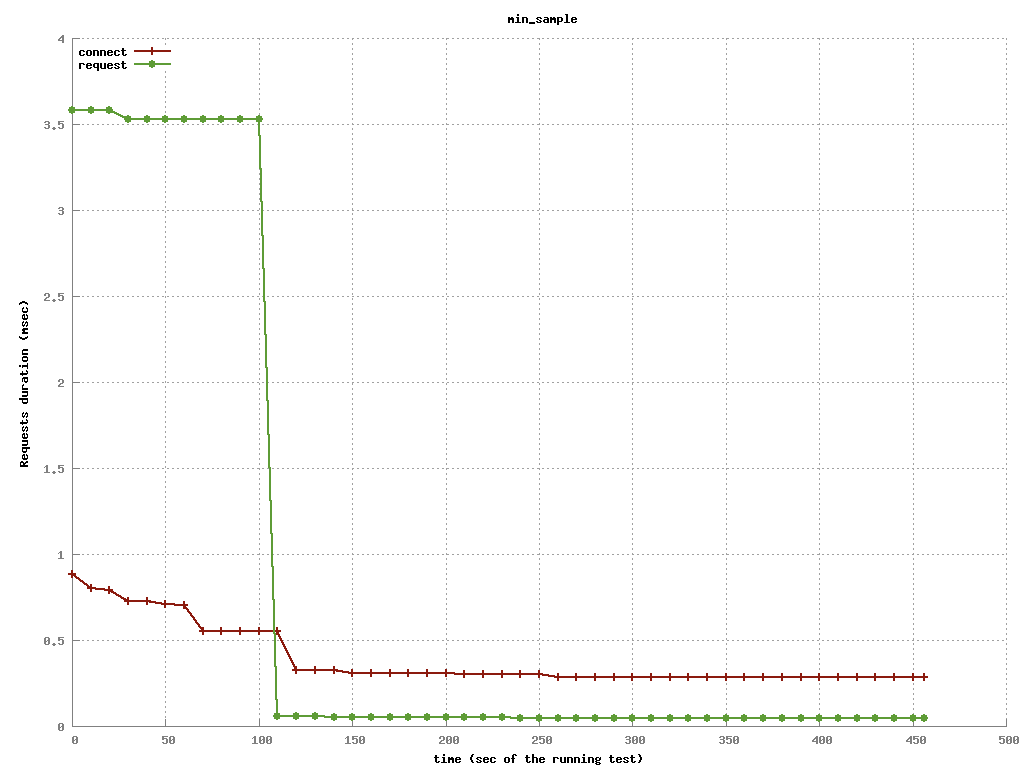 min_sample
connect
request
4
3.5
3
2.5
2
1.5
1
0.5
0
Requests duration (msec)
0 50 100 150 200 250 300 350 400 450 500
time (sec of the running test)